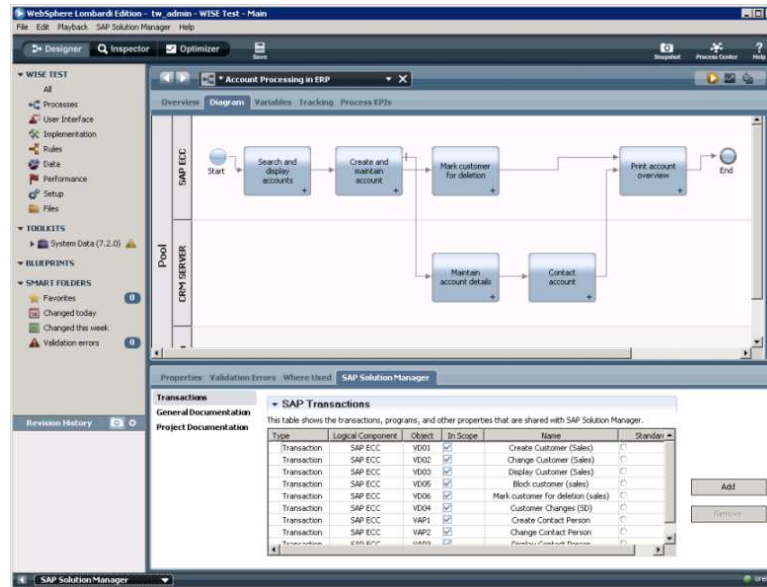 WebSphere Lombardi Edition - tw_admin - WISE Test - Main
File Edit Playback SAP Solution Manager Help
Designer Inspector Optimizer Save Snapshot Process Center Help
WISE TEST
All
Processes
User Interface
Implementation
Rules
Data
Performance
Setup
Files
TOOLKITS
System Data (7.2.0)
BLUEPRINTS
SMART FOLDERS
Favorites 0
Changed today
Changed this week
Validation errors 0
Revision History
* Account Processing in ERP
Overview Diagram Variables Tracking Process KPIs
Pool
SAP ECC
Start
Search and display accounts
Create and maintain account
Mark customer for deletion
Print account overview
End
CRM SERVER
Maintain account details
Contact account
Properties Validation Errors Where Used SAP Solution Manager
Transactions
General Documentation
Project Documentation
SAP Transactions
This table shows the transactions, programs, and other properties that are shared with SAP Solution Manager.
Type Logical Component Object In Scope Name Standar
Transaction SAP ECC VD01 Create Customer (Sales)
Transaction SAP ECC VD02 Change Customer (Sales)
Transaction SAP ECC VD03 Display Customer (Sales)
Transaction SAP ECC VD05 Block customer (sales)
Transaction SAP ECC VD06 Mark customer for deletion (sales)
Transaction SAP ECC VD04 Customer Changes (SD)
Transaction SAP ECC VAP1 Create Contact Person
Transaction SAP ECC VAP2 Change Contact Person
Transaction SAP ECC VAP3 Display Contact Person
Add
Remove
SAP Solution Manager